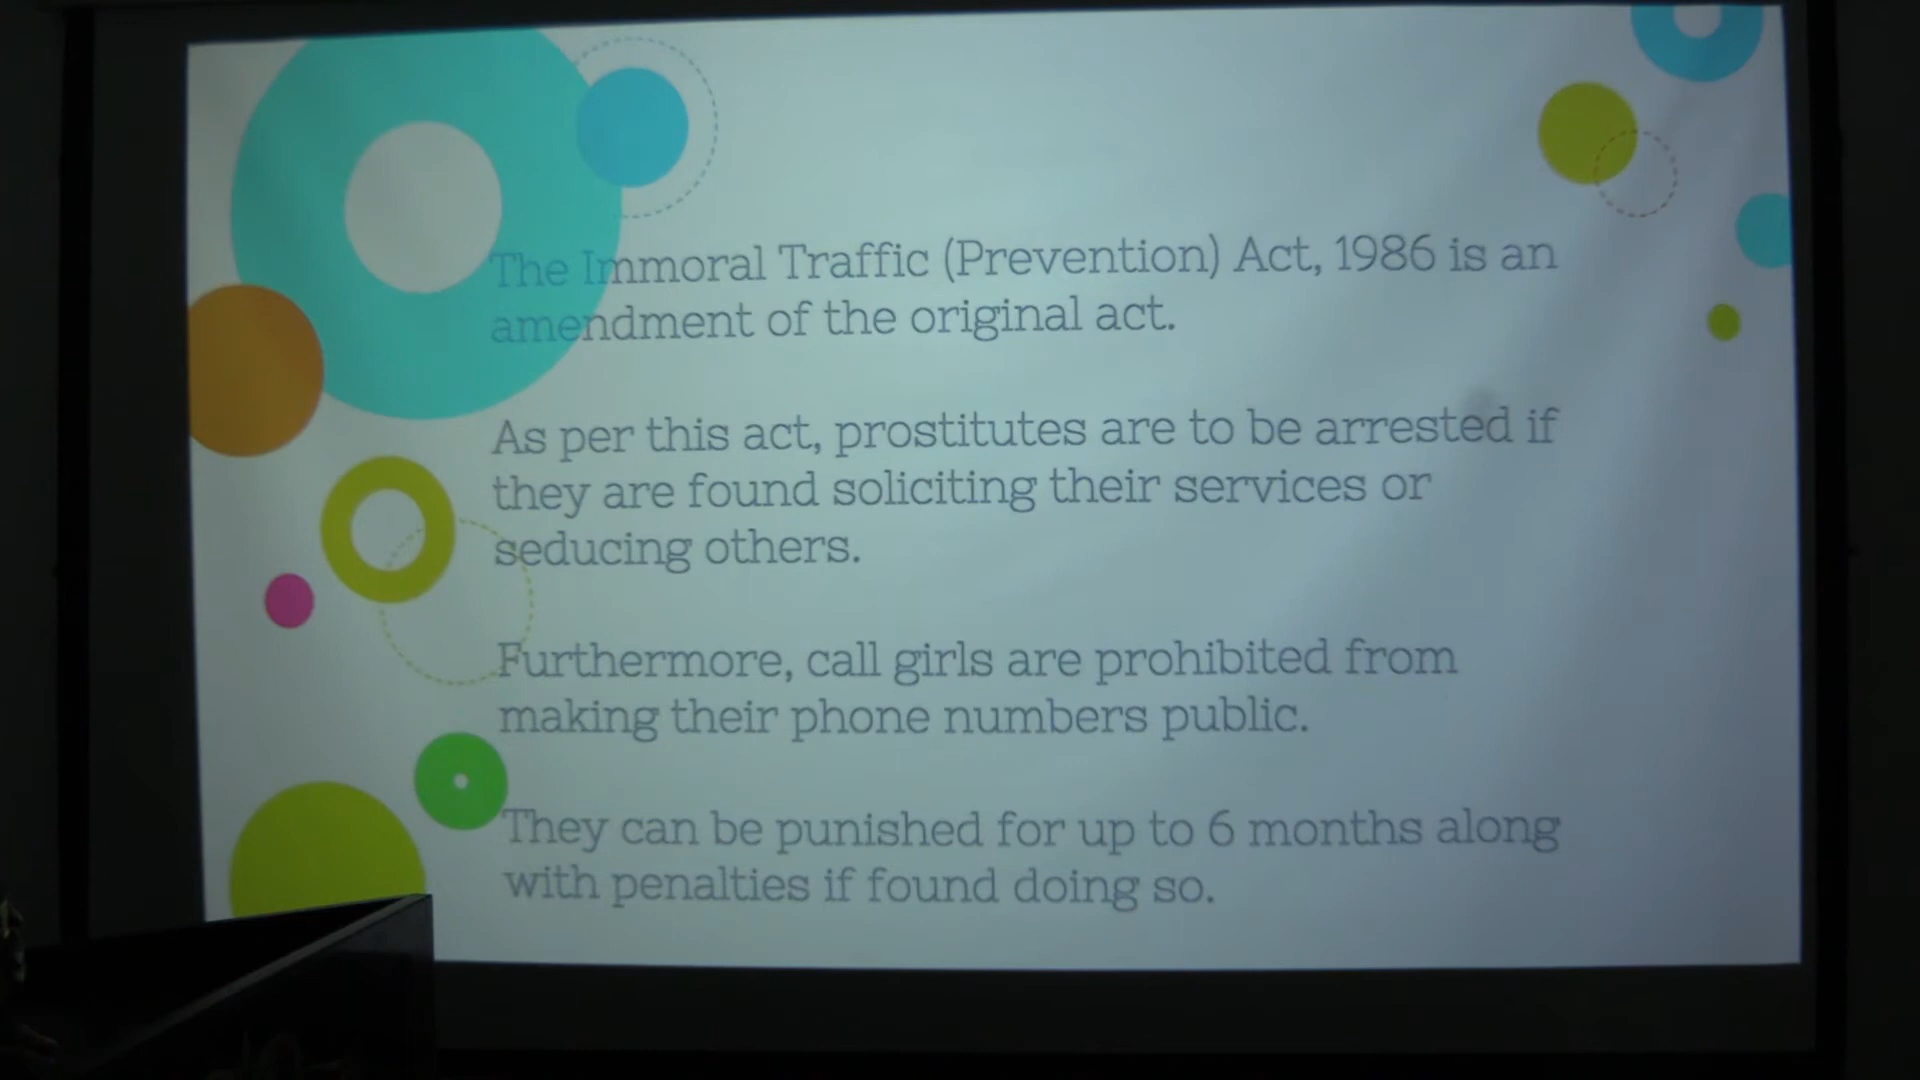 The Immoral Traffic (Prevention) Act, 1986 is an
amendment of the original act.
As per this act, prostitutes are to be arrested if
they are found soliciting their services or
seducing others.
Furthermore, call girls are prohibited from
making their phone numbers public.
They can be punished for up to 6 months along
with penalties if found doing so.